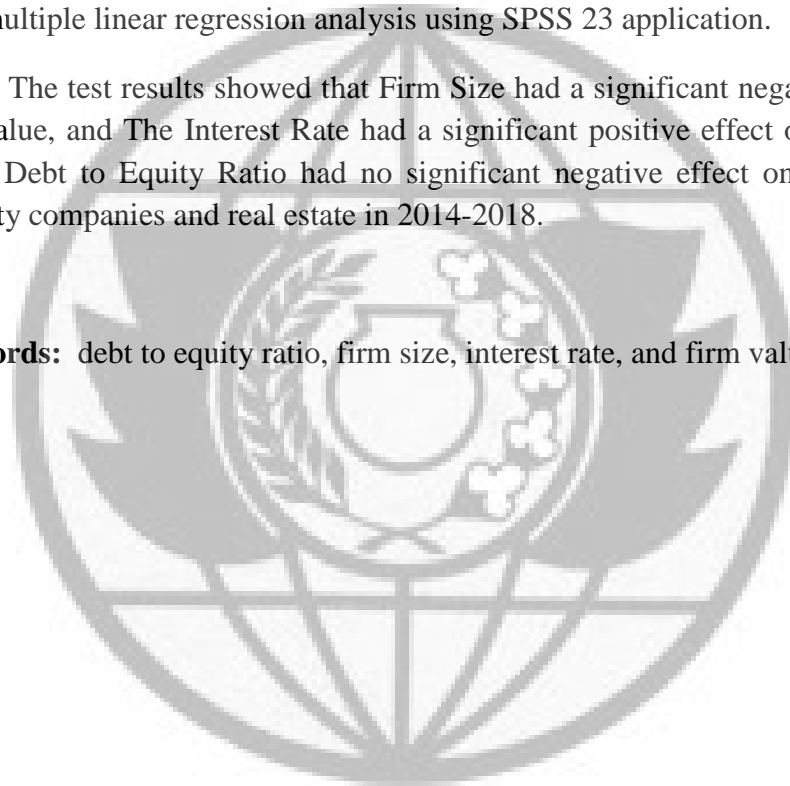 ultiple linear regression analysis using SPSS 23 application.
The test results showed that Firm Size had a significant nega
alue, and The Interest Rate had a significant positive effect o
Debt to Equity Ratio had no significant negative effect on
ty companies and real estate in 2014-2018.
ords: debt to equity ratio, firm size, interest rate, and firm valu